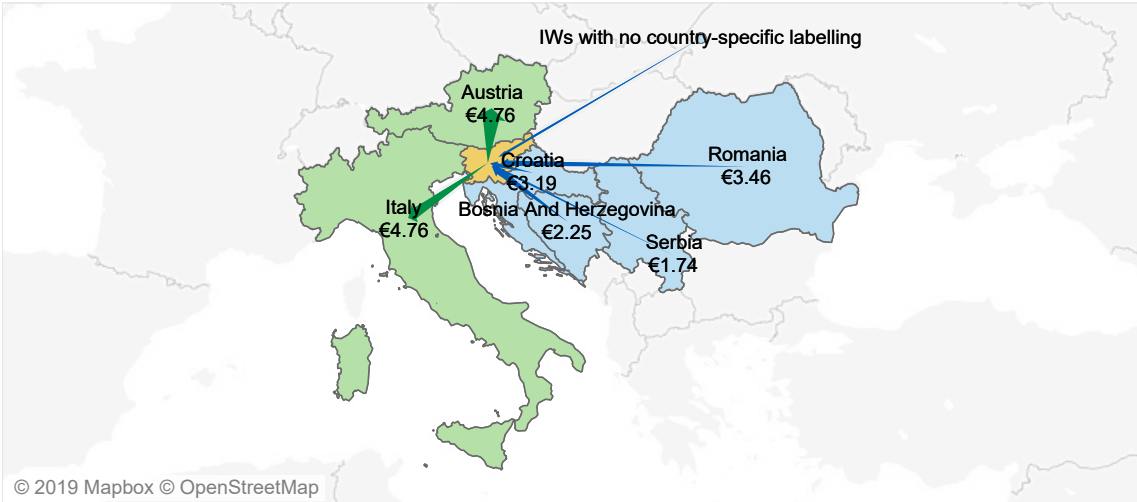 IWs with no country-specific labelling
Austria
€4.76
Croatia
€3.19
Romania
€3.46
Italy
€4.76
Bosnia And Herzegovina
€2.25
Serbia
€1.74
© 2019 Mapbox © OpenStreetMap